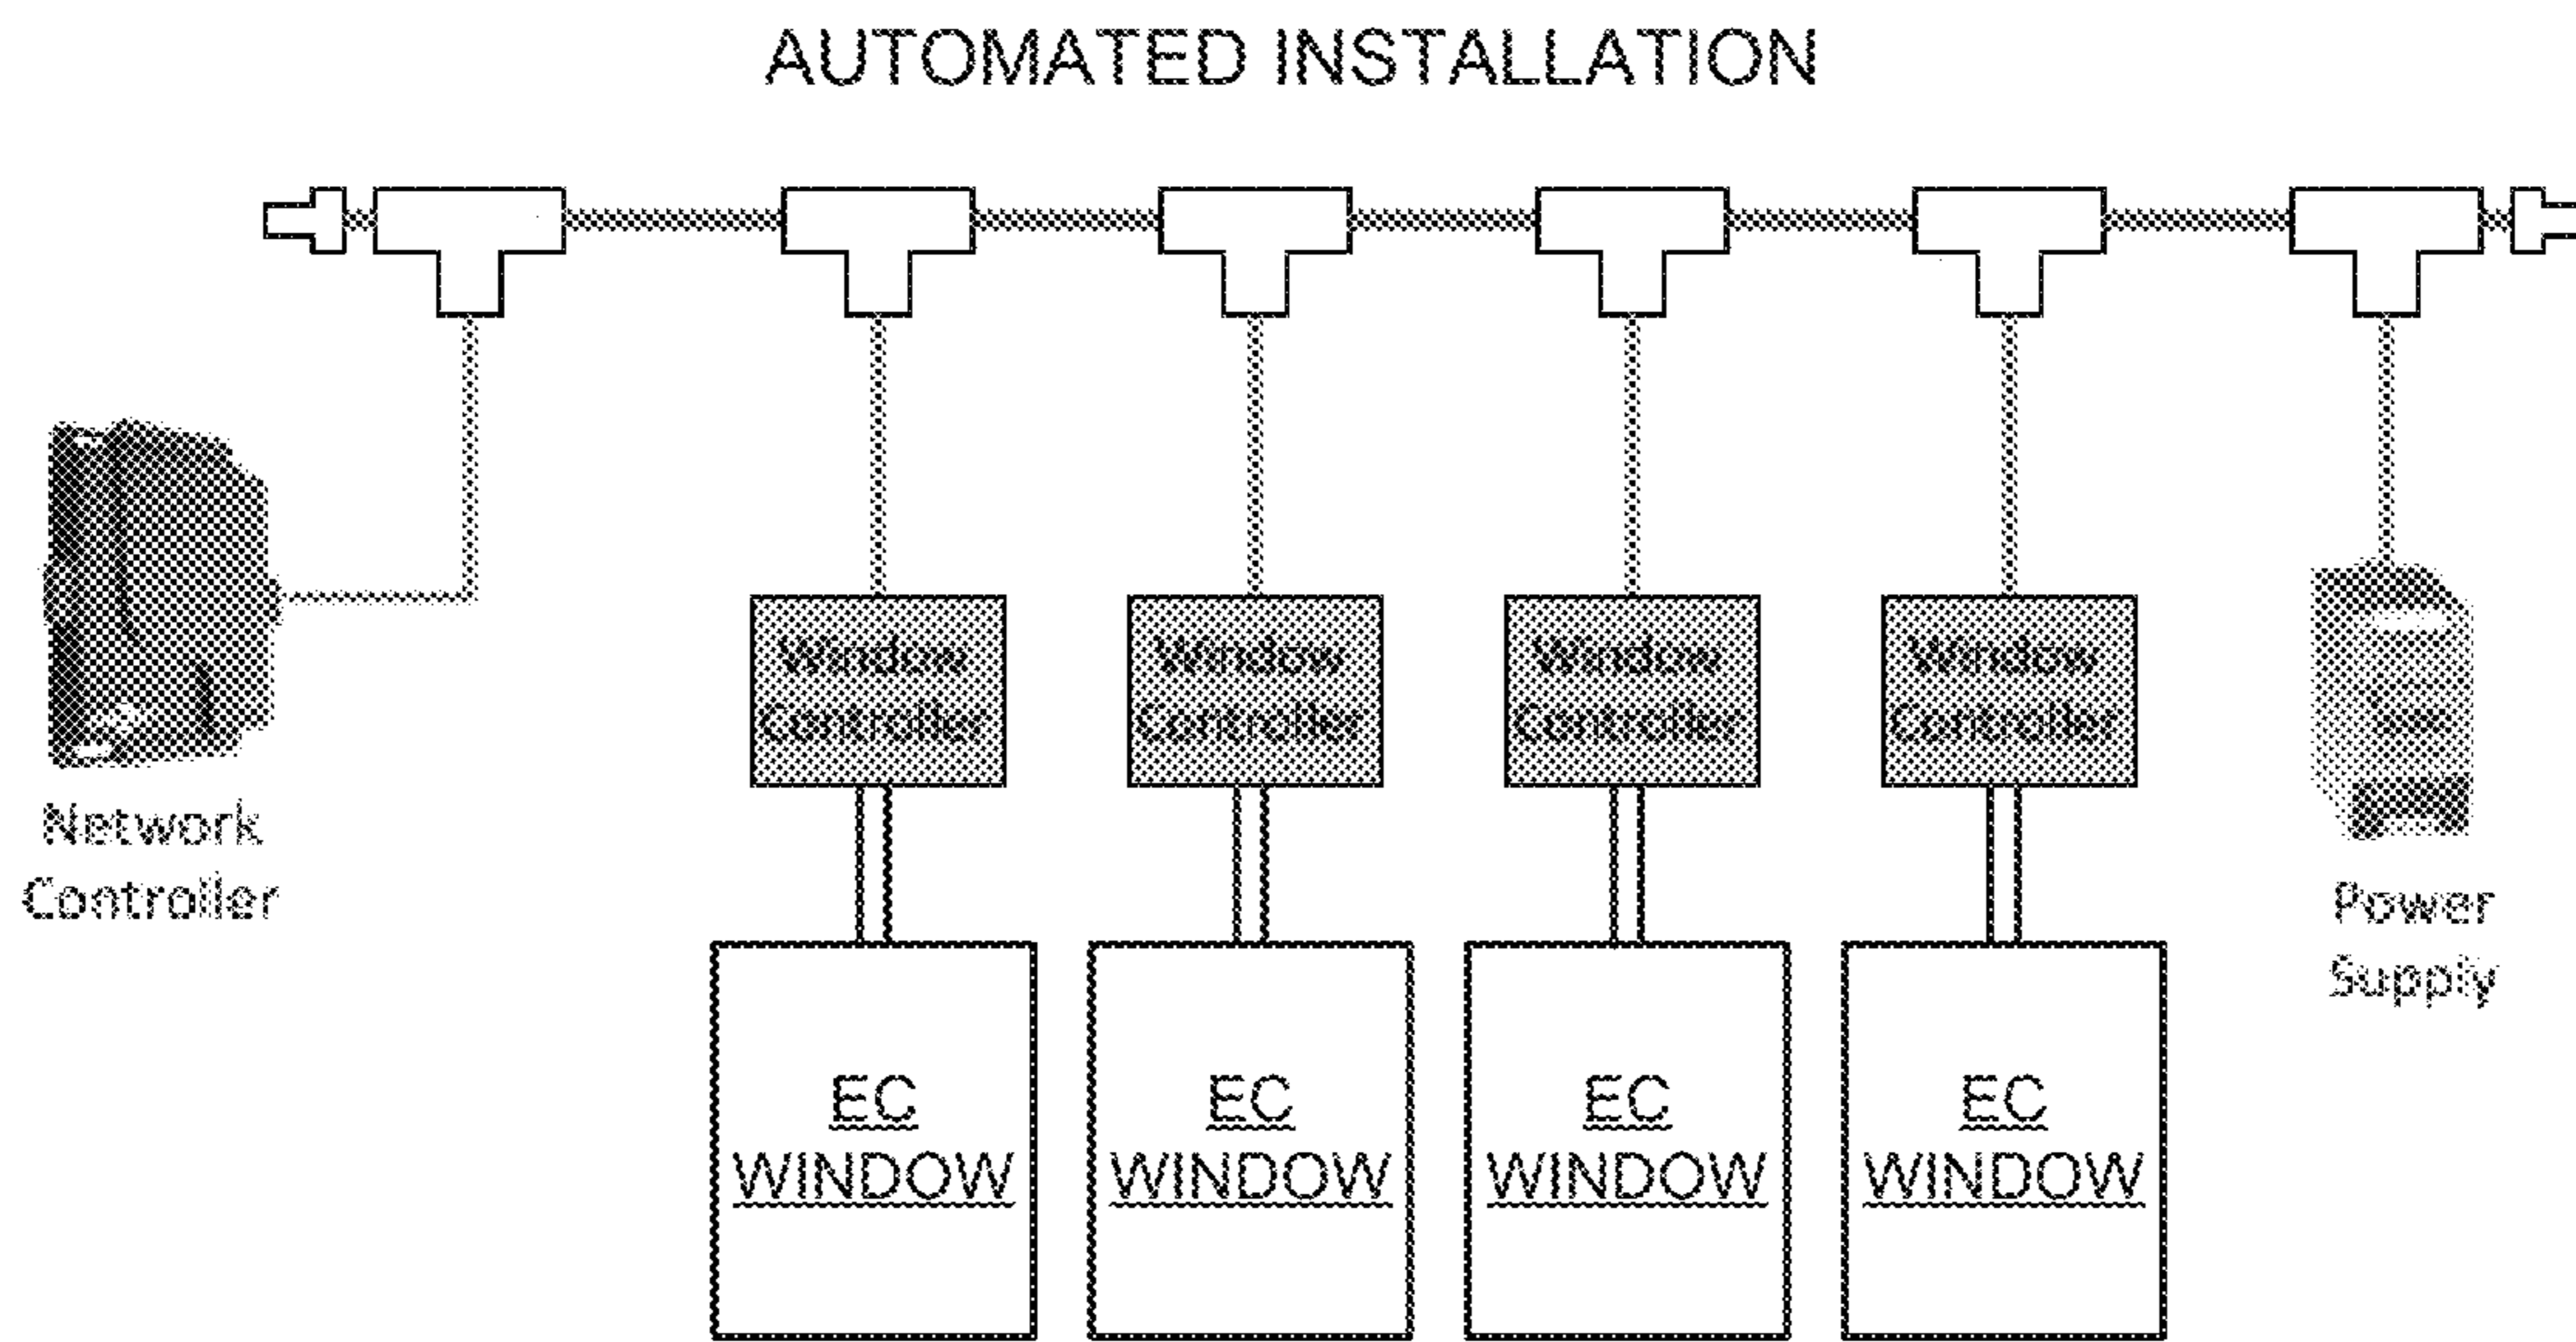 AUTOMATED INSTALLATION
Network
Controller
Window
Controller
Window
Controller
Window
Controller
Window
Controller
Power
Supply
EC
WINDOW
EC
WINDOW
EC
WINDOW
EC
WINDOW